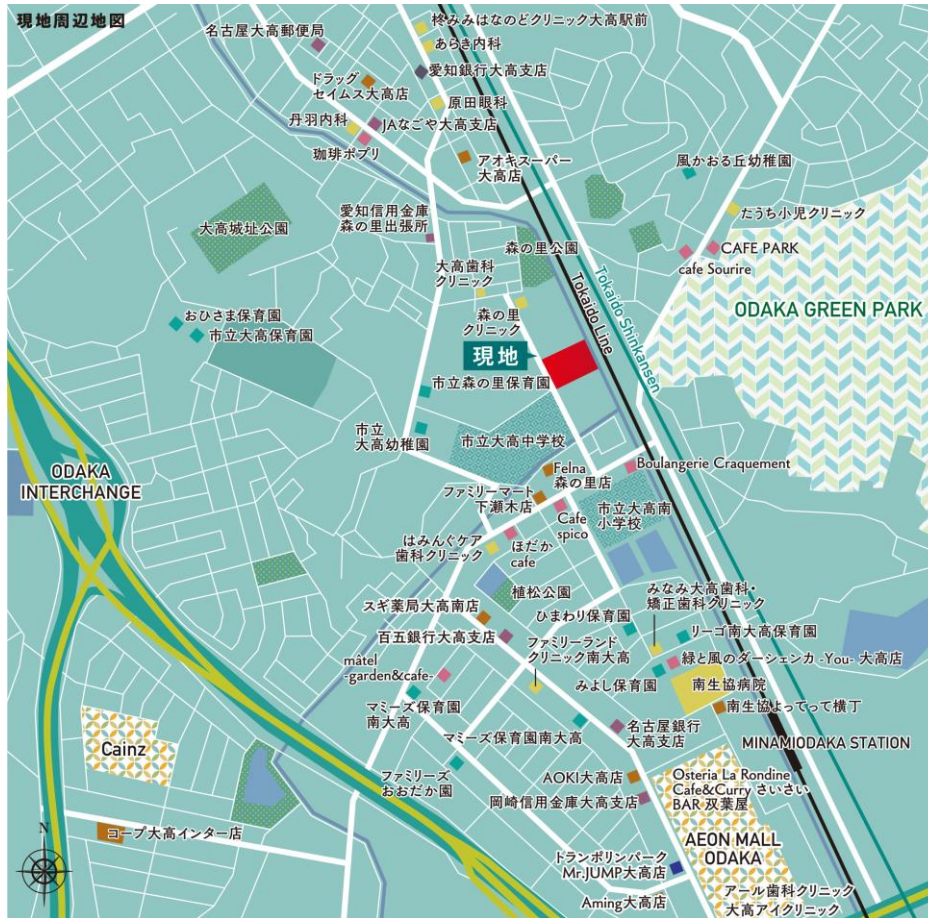 現地周辺地図
名古屋大高郵便局
柊みみはなのどクリニック大高駅前
あらき内科
愛知銀行大高支店
ドラッグ
セイムス大高店
原田眼科
丹羽内科
JAなごや大高支店
珈琲ポプリ
アオキスーパー
大高店
風かおる丘幼稚園
たうち小児クリニック
大高城址公園
愛知信用金庫
森の里出張所
森の里公園
CAFE PARK
cafe Sourire
大高歯科
クリニック
Tokaido Line
Tokaido Shinkansen
ODAKA GREEN PARK
おひさま保育園
市立大高保育園
森の里
クリニック
現地
市立森の里保育園
市立
大高幼稚園
市立大高中学校
ODAKA
INTERCHANGE
Felna
森の里店
Boulangerie Craquement
ファミリーマート
下瀬木店
Cafe
spico
市立大高南
小学校
はみんぐケア
歯科クリニック
ほだか
cafe
植松公園
みなみ大高歯科・
矯正歯科クリニック
スギ薬局大高南店
ひまわり保育園
リーゴ南大高保育園
百五銀行大高支店
ファミリーランド
クリニック南大高
緑と風のダーシェンカ -You- 大高店
mâtel
-garden&cafe-
みよし保育園
南生協病院
マミーズ保育園
南大高
南生協よってって横丁
名古屋銀行
大高支店
マミーズ保育園南大高
MINAMIODAKA STATION
Cainz
ファミリーズ
おおだか園
AOKI大高店
Osteria La Rondine
Cafe&Curry さいさい
BAR 双葉屋
岡崎信用金庫大高支店
N
コープ大高インター店
AEON MALL
ODAKA
トランポリンパーク
Mr.JUMP大高店
アール歯科クリニック
Aming大高店
大高アイクリニック